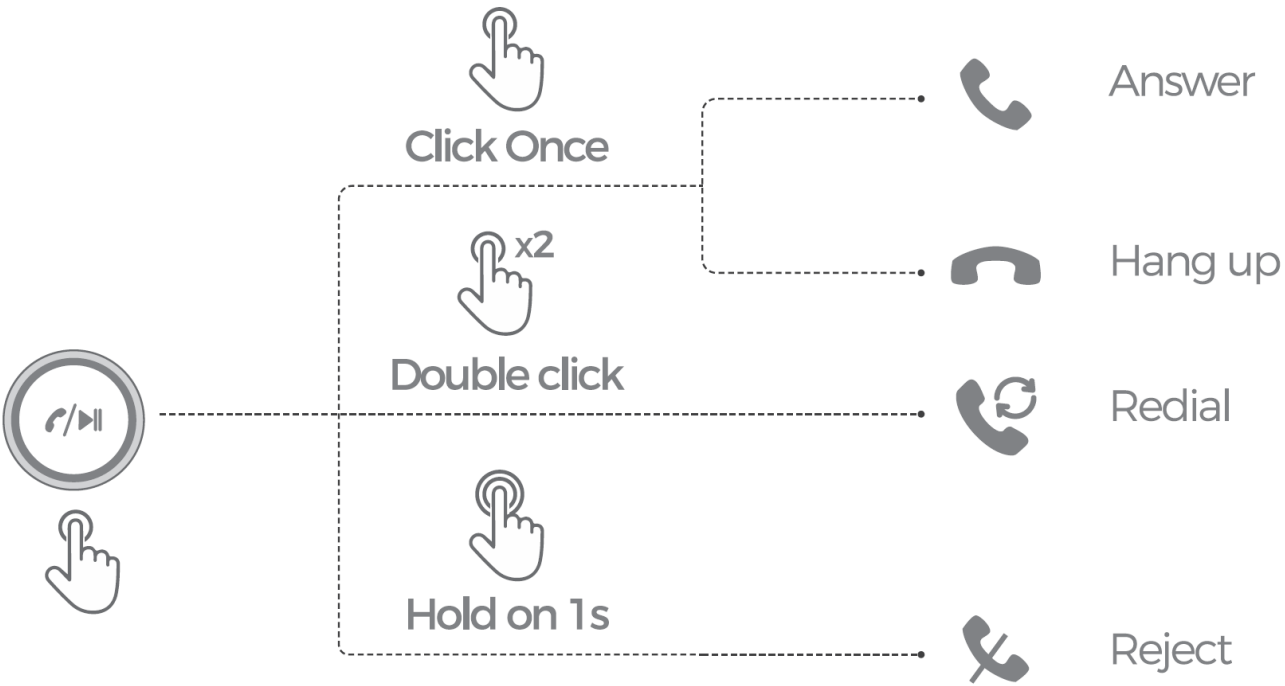 Click Once
Answer
x2
Hang up
Double click
Redial
Hold on 1s
Reject